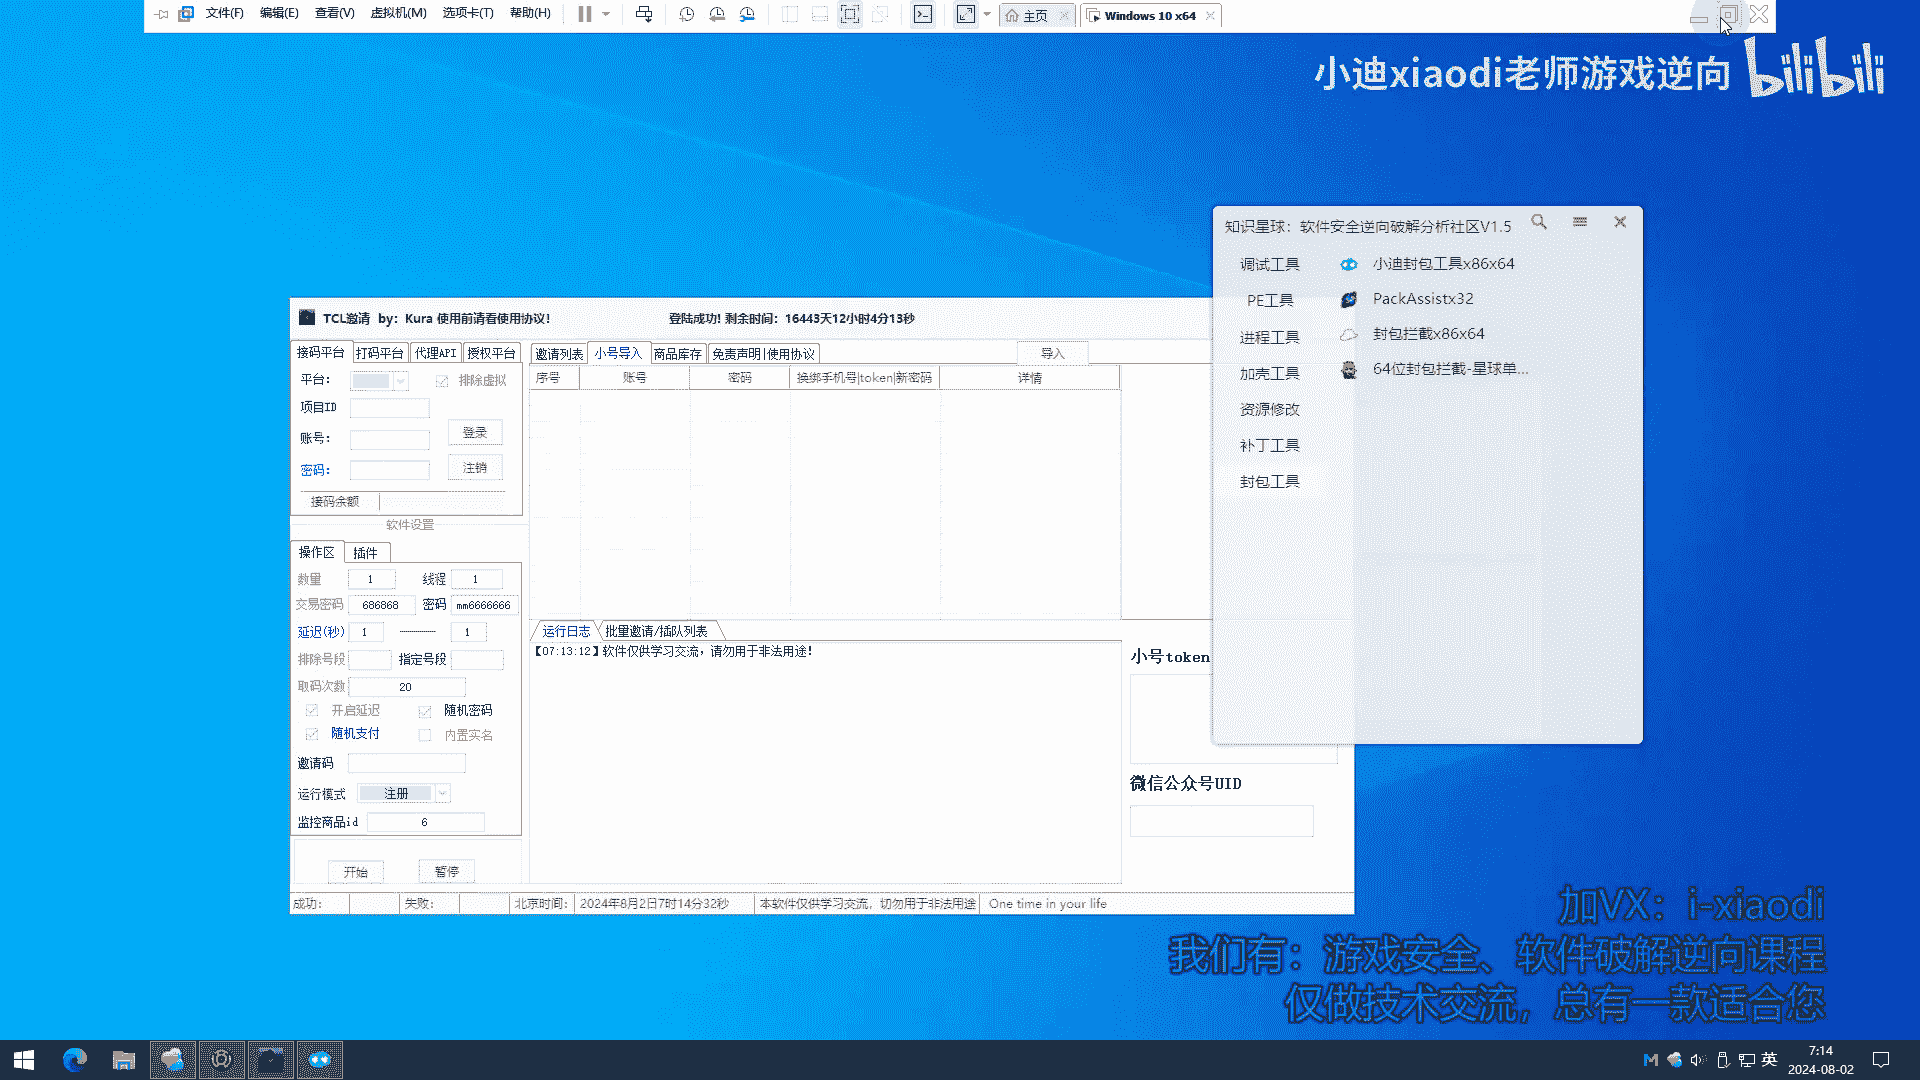 文件(F) 编辑(E) 查看(V) 虚拟机(M) 选项卡(T) 帮助(H) 主页 Windows 10 x64
小迪xiaodi老师游戏逆向 bilibili
知识星球：软件安全逆向破解分析社区V1.5
调试工具 小迪封包工具x86x64
PE工具 PackAssistx32
进程工具 封包拦截x86x64
加壳工具 64位封包拦截-星球单...
资源修改
补丁工具
封包工具
TCL邀请 by：Kura 使用前请看使用协议! 登陆成功! 剩余时间：16443天12小时4分13秒
接码平台 打码平台 代理API 授权平台
平台： 排除虚拟
项目ID
账号： 登录
密码： 注销
接码余额
软件设置
操作区 插件
数量 1 线程 1
交易密码 686868 密码 mm6666666
延迟(秒) 1 1
排除号段 指定号段
取码次数 20
开启延迟 随机密码
随机支付 内置实名
邀请码
运行模式 注册
监控商品id 6
开始 暂停
邀请列表 小号导入 商品库存 免责声明|使用协议 导入
序号 账号 密码 换绑手机号|token|新密码 详情
运行日志 批量邀请/插队列表
【07:13:12】软件仅供学习交流，请勿用于非法用途!
小号token
微信公众号UID
成功： 失败： 北京时间： 2024年8月2日7时14分32秒 本软件仅供学习交流，切勿用于非法用途 One time in your life
加VX：i-xiaodi
我们有：游戏安全、软件破解逆向课程
仅做技术交流，总有一款适合您
英 7:14
2024-08-02